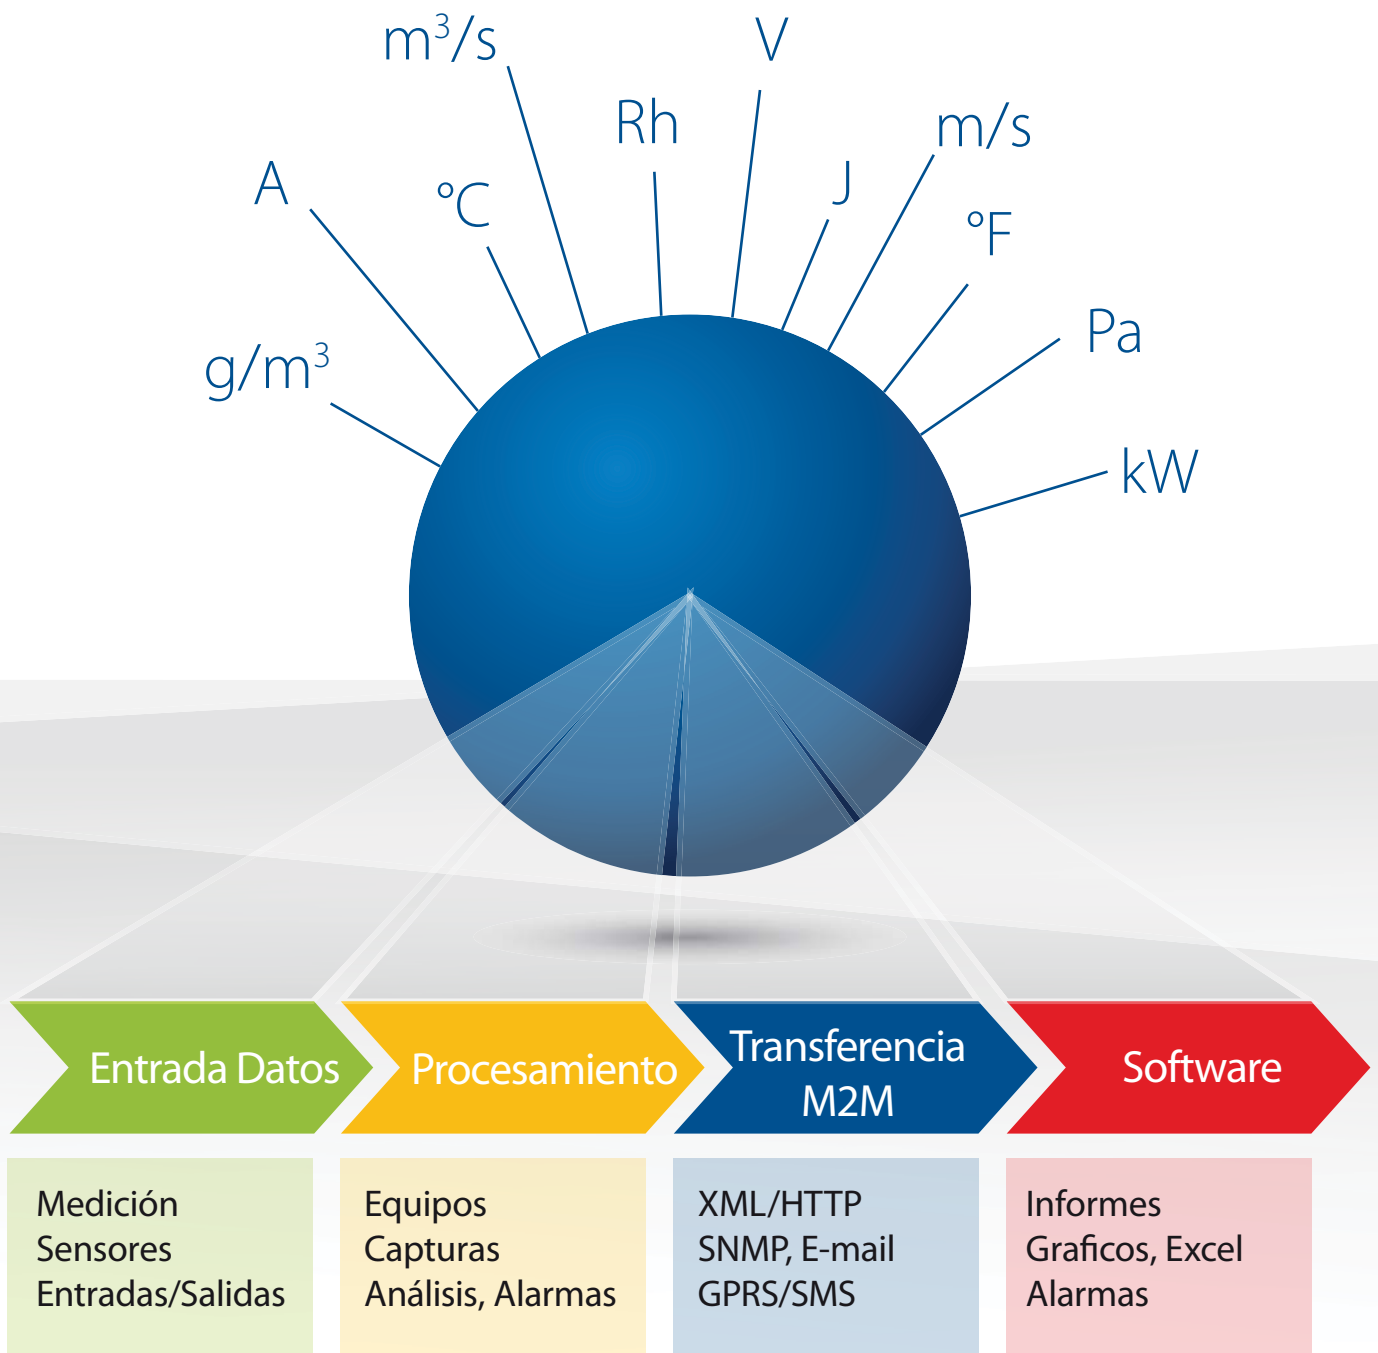 m³/s
V
Rh
m/s
A
°C
J
°F
g/m³
Pa
kW
Entrada Datos
Procesamiento
Transferencia
M2M
Software
Medición
Sensores
Entradas/Salidas
Equipos
Capturas
Análisis, Alarmas
XML/HTTP
SNMP, E-mail
GPRS/SMS
Informes
Graficos, Excel
Alarmas